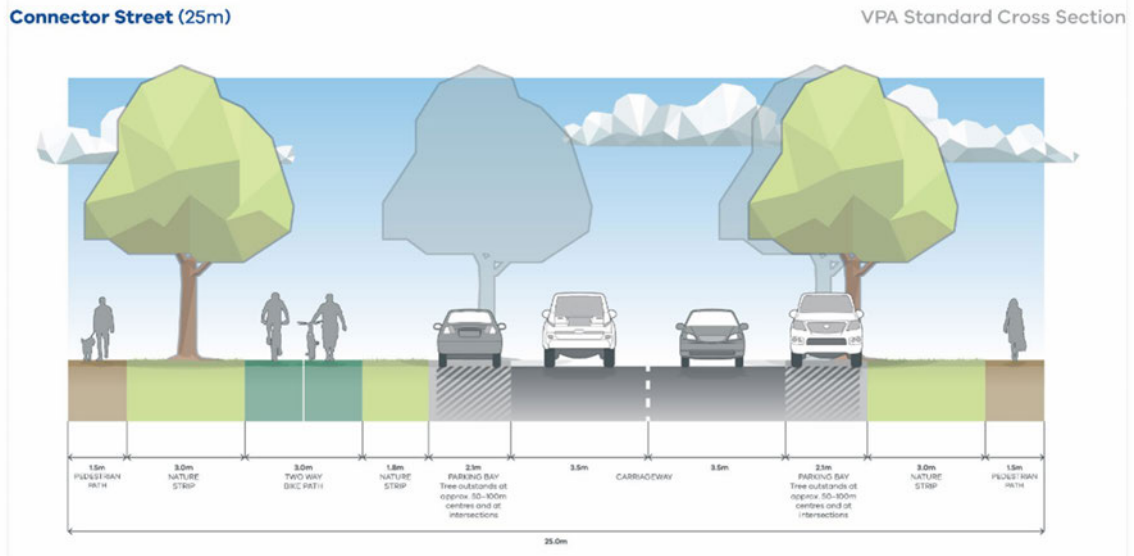 Connector Street (25m)
VPA Standard Cross Section
1.5m
PEDESTRIAN
PATH
3.0m
NATURE
STRIP
3.0m
TWO WAY
BIKE PATH
1.8m
NATURE
STRIP
2.1m
PARKING BAY
Tree outstands at
approx. 50-100m
centres and at
intersections
3.5m
CARRIAGEWAY
3.5m
2.1m
PARKING BAY
Tree outstands at
approx. 50-100m
centres and at
intersections
3.0m
NATURE
STRIP
1.5m
PEDESTRIAN
PATH
25.0m